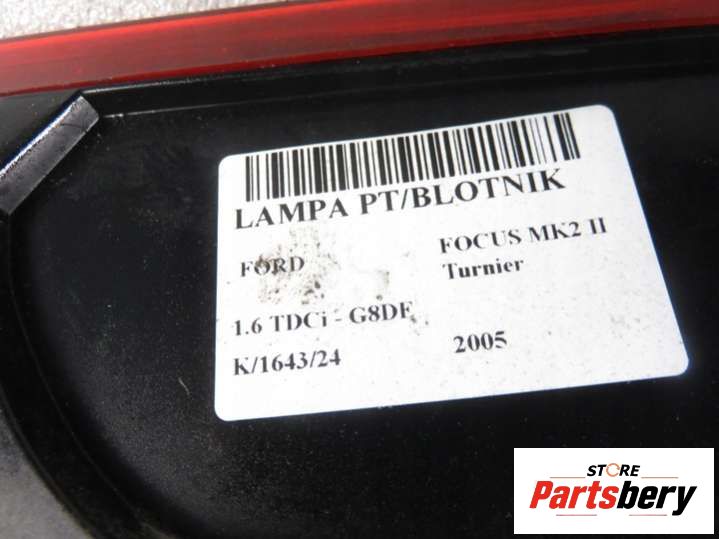 LAMPA PT/BLOTNIK
FORD
FOCUS MK2 II
Turnier
1.6 TDCi - G8DF
K/1643/24
2005
STORE
Partsbery